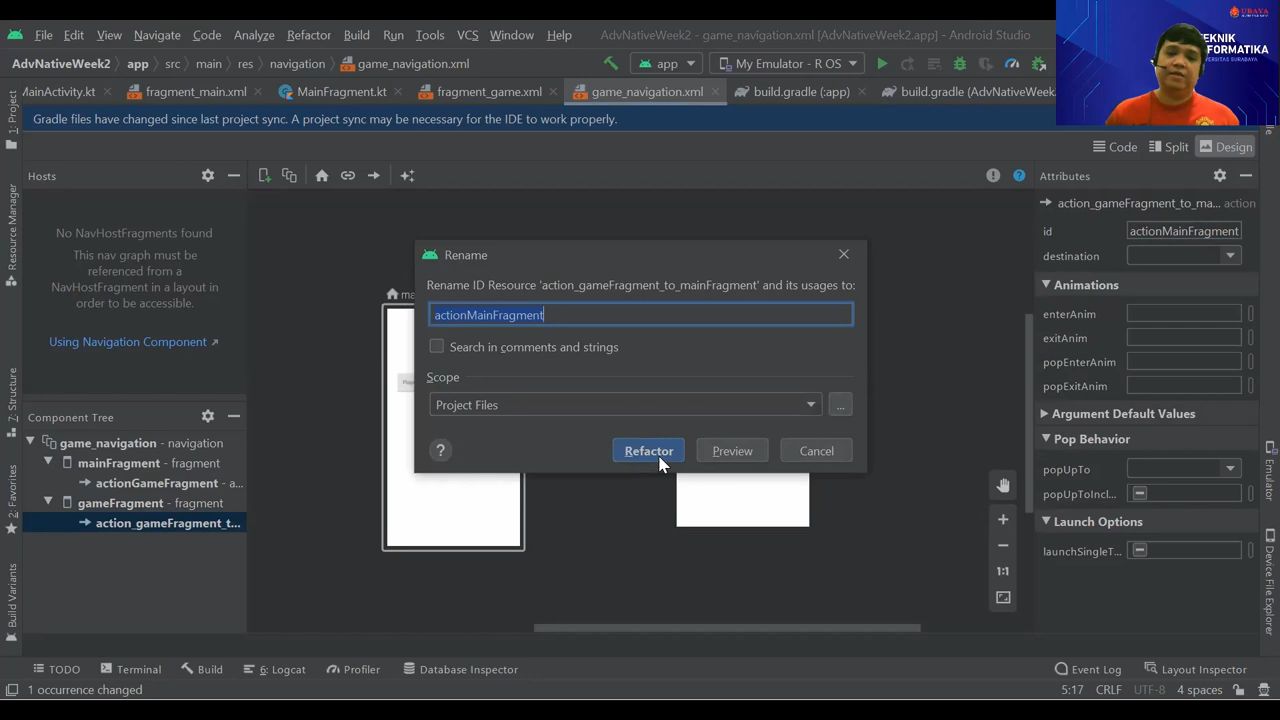 File Edit View Navigate Code Analyze Refactor Build Run Tools VCS Window Help AdvNativeWeek2 - game_navigation.xml [AdvNativeWeek2.app] - Android Studio
UBAYA
TEKNIK
INFORMATIKA
UNIVERSITAS SURABAYA
AdvNativeWeek2 app src main res navigation game_navigation.xml app My Emulator - R OS
MainActivity.kt fragment_main.xml MainFragment.kt fragment_game.xml game_navigation.xml build.gradle (:app) build.gradle (AdvNativeWeek
Gradle files have changed since last project sync. A project sync may be necessary for the IDE to work properly.
Code Split Design
1: Project
Resource Manager
7: Structure
2: Favorites
Build Variants
Hosts
No NavHostFragments found
This nav graph must be
referenced from a
NavHostFragment in a layout in
order to be accessible.
Using Navigation Component
Component Tree
game_navigation - navigation
mainFragment - fragment
actionGameFragment - a...
gameFragment - fragment
action_gameFragment_t...
Rename
Rename ID Resource 'action_gameFragment_to_mainFragment' and its usages to:
actionMainFragment
Search in comments and strings
Scope
Project Files
...
? Refactor Preview Cancel
1:1
Attributes
action_gameFragment_to_ma... action
id actionMainFragment
destination
Animations
enterAnim
exitAnim
popEnterAnim
popExitAnim
Argument Default Values
Pop Behavior
popUpTo
popUpToIncl
Launch Options
launchSingleT
Emulator
Device File Explorer
TODO Terminal Build 6: Logcat Profiler Database Inspector Event Log Layout Inspector
1 occurrence changed 5:17 CRLF UTF-8 4 spaces